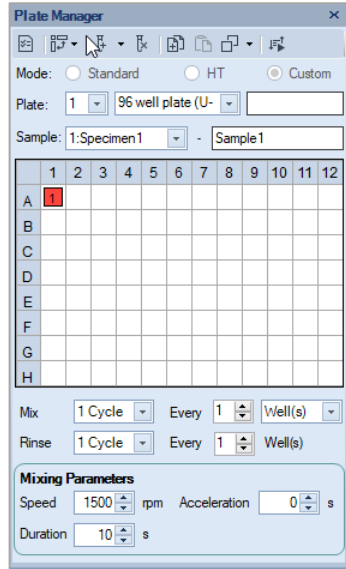 Plate Manager
Mode: Standard HT Custom
Plate: 1 96 well plate (U-
Sample: 1:Specimen1 - Sample1
1 2 3 4 5 6 7 8 9 10 11 12
A 1
B
C
D
E
F
G
H
Mix 1 Cycle Every 1 Well(s)
Rinse 1 Cycle Every 1 Well(s)
Mixing Parameters
Speed 1500 rpm Acceleration 0 s
Duration 10 s